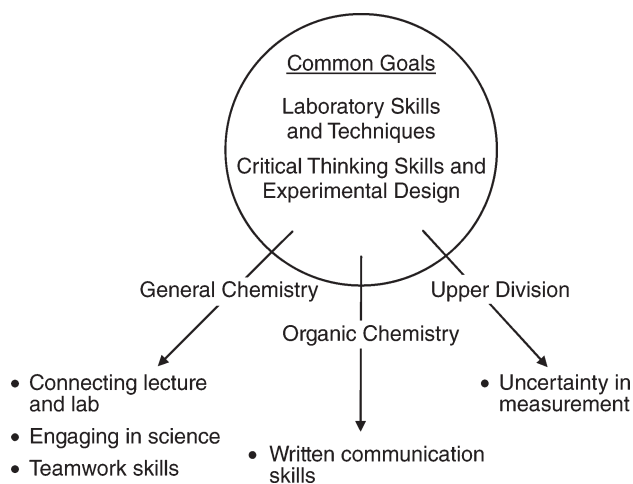 Common Goals
Laboratory Skills
and Techniques
Critical Thinking Skills and
Experimental Design
General Chemistry
Organic Chemistry
Upper Division
• Connecting lecture
and lab
• Engaging in science
• Teamwork skills
• Written communication
skills
• Uncertainty in
measurement